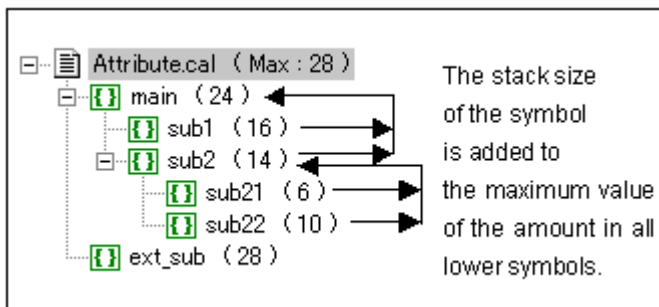 Attribute.cal ( Max : 28 )
main ( 24 )
sub1 ( 16 )
sub2 ( 14 )
sub21 ( 6 )
sub22 ( 10 )
ext_sub ( 28 )
The stack size
of the symbol
is added to
the maximum value
of the amount in all
lower symbols.